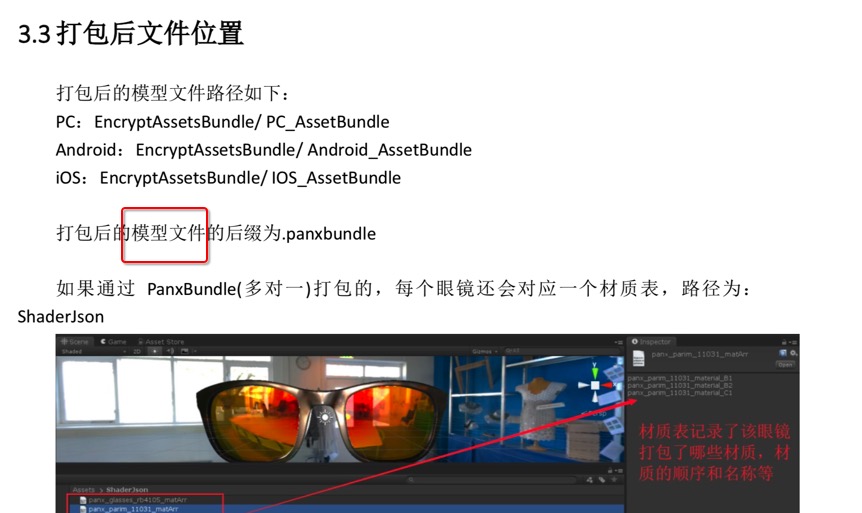 3.3 打包后文件位置
打包后的模型文件路径如下：
PC：EncryptAssetsBundle/ PC_AssetBundle
Android：EncryptAssetsBundle/ Android_AssetBundle
iOS：EncryptAssetsBundle/ IOS_AssetBundle
打包后的模型文件的后缀为.panxbundle
如果通过 PanxBundle(多对一)打包的，每个眼镜还会对应一个材质表，路径为：
ShaderJson
Scene Game Asset Store
Shaded 2D Gizmos
Inspector
panx_parim_11031_matArr
Open
panx_parim_11031_material_B1
panx_parim_11031_material_B2
panx_parim_11031_material_C1
材质表记录了该眼镜
打包了哪些材质，材
质的顺序和名称等
Assets > ShaderJson
panx_glasses_rb4105_matArr
panx_parim_11031_matArr